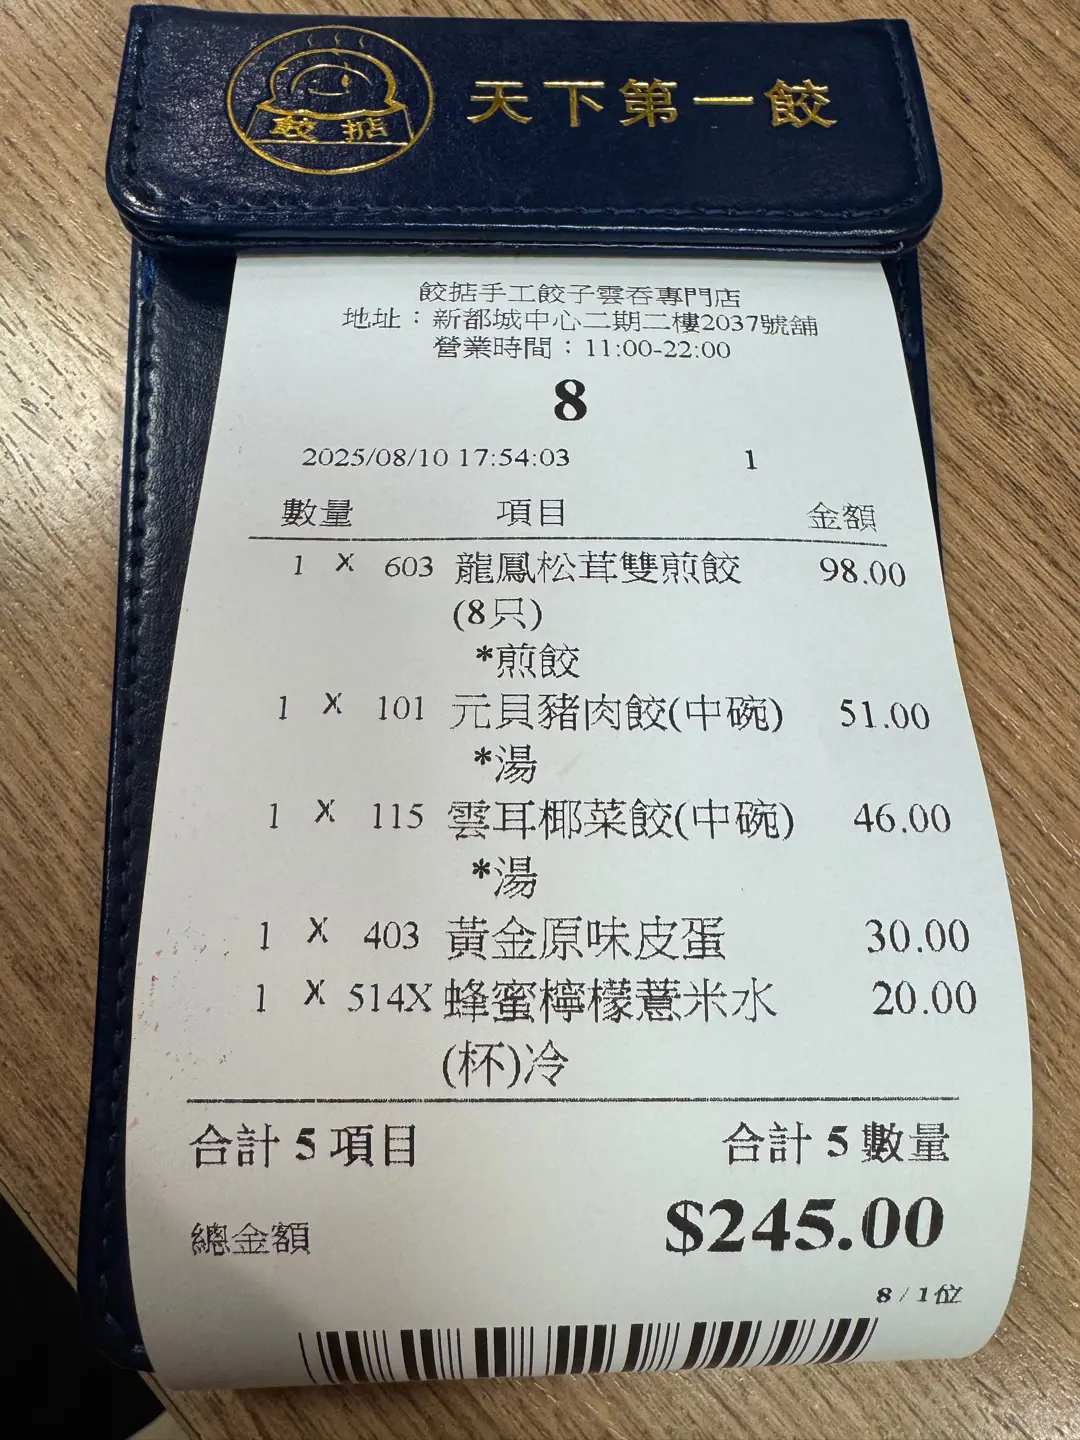 餃掂
天下第一餃
餃掂手工餃子雲吞專門店
地址：新都城中心二期二樓2037號舖
營業時間：11:00-22:00
8
2025/08/10 17:54:03 1
數量 項目 金額
1 X 603 龍鳳松茸雙煎餃 98.00
(8只)
*煎餃
1 X 101 元貝豬肉餃(中碗) 51.00
*湯
1 X 115 雲耳椰菜餃(中碗) 46.00
*湯
1 X 403 黃金原味皮蛋 30.00
1 X 514X 蜂蜜檸檬薏米水 20.00
(杯)冷
合計 5 項目 合計 5 數量
總金額 $245.00
8 / 1位